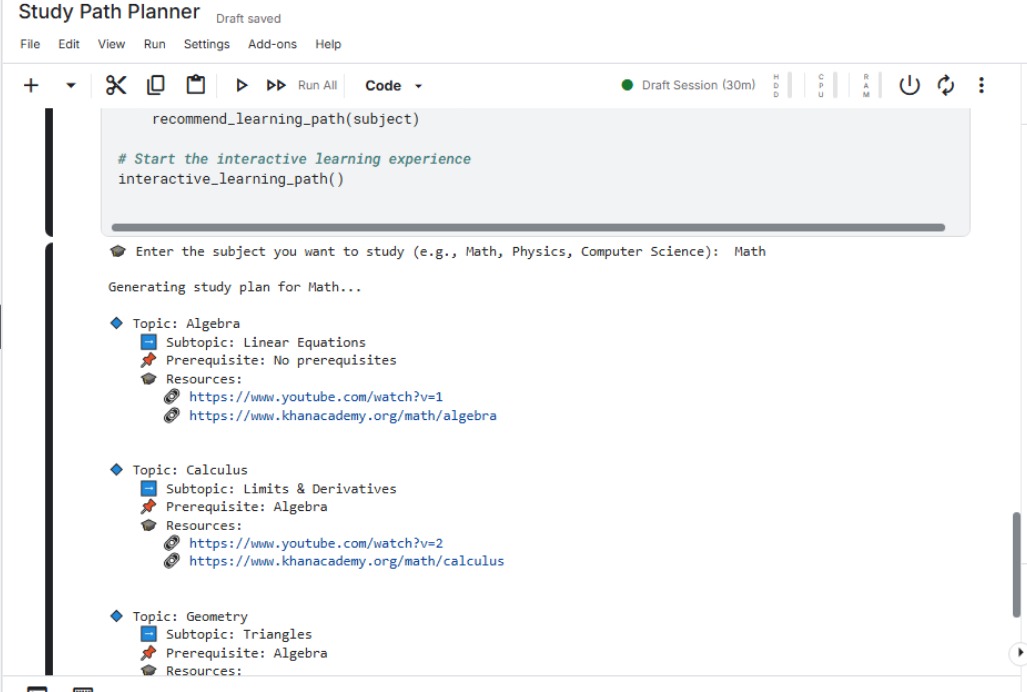 Study Path Planner Draft saved
File Edit View Run Settings Add-ons Help
Run All Code Draft Session (30m) HDD CPU RAM
recommend_learning_path(subject)
# Start the interactive learning experience
interactive_learning_path()
Enter the subject you want to study (e.g., Math, Physics, Computer Science): Math
Generating study plan for Math...
Topic: Algebra
Subtopic: Linear Equations
Prerequisite: No prerequisites
Resources:
https://www.youtube.com/watch?v=1
https://www.khanacademy.org/math/algebra
Topic: Calculus
Subtopic: Limits & Derivatives
Prerequisite: Algebra
Resources:
https://www.youtube.com/watch?v=2
https://www.khanacademy.org/math/calculus
Topic: Geometry
Subtopic: Triangles
Prerequisite: Algebra
Resources: